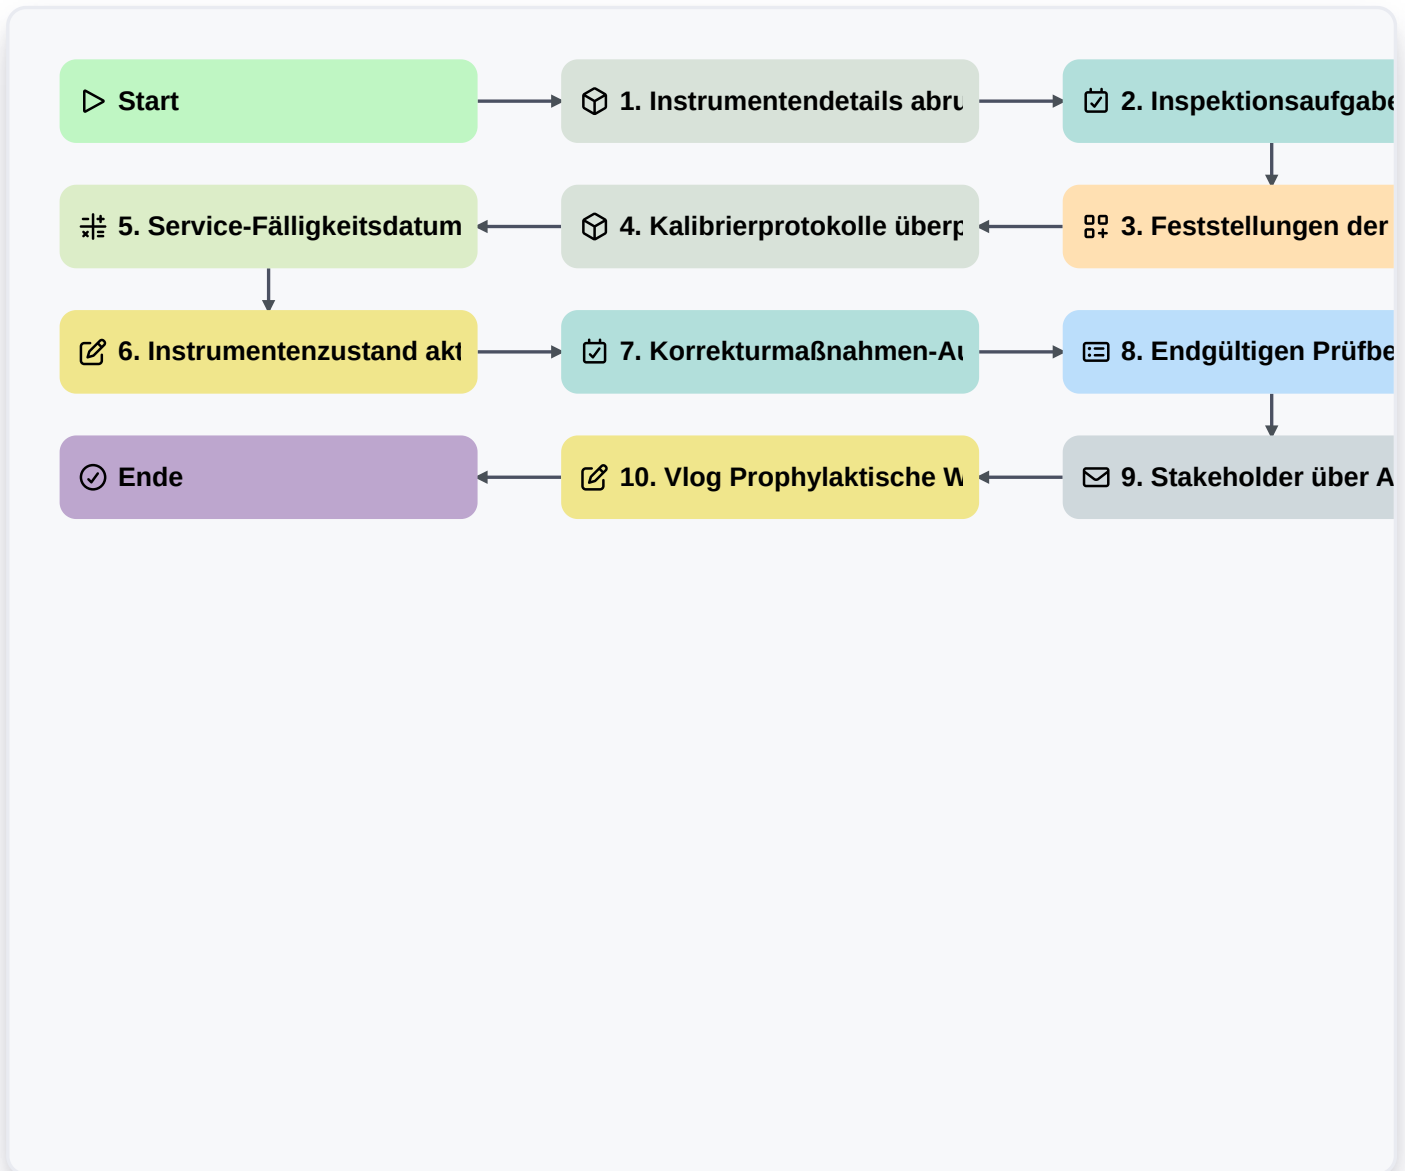 Start
1. Instrumentendetails abru
2. Inspektionsaufgabe
5. Service-Fälligkeitsdatum
4. Kalibrierprotokolle überp
3. Feststellungen der
6. Instrumentenzustand akt
7. Korrekturmaßnahmen-Au
8. Endgültigen Prüfbe
Ende
10. Vlog Prophylaktische W
9. Stakeholder über A